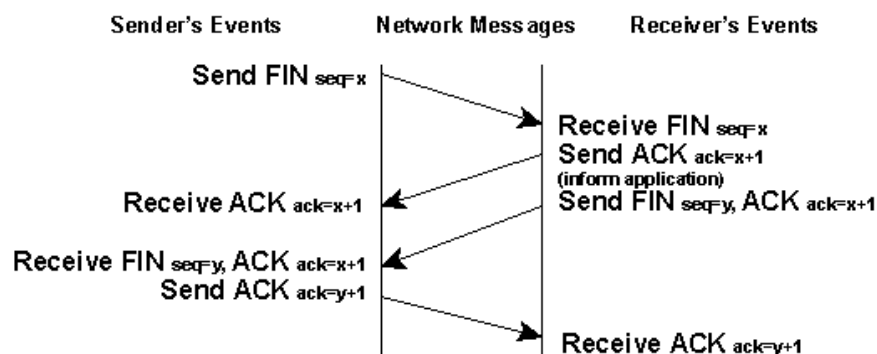 Sender's Events Network Messages Receiver's Events
Send FIN seq=x
Receive FIN seq=x
Send ACK ack=x+1
(inform application)
Receive ACK ack=x+1
Send FIN seq=y, ACK ack=x+1
Receive FIN seq=y, ACK ack=x+1
Send ACK ack=y+1
Receive ACK ack=y+1